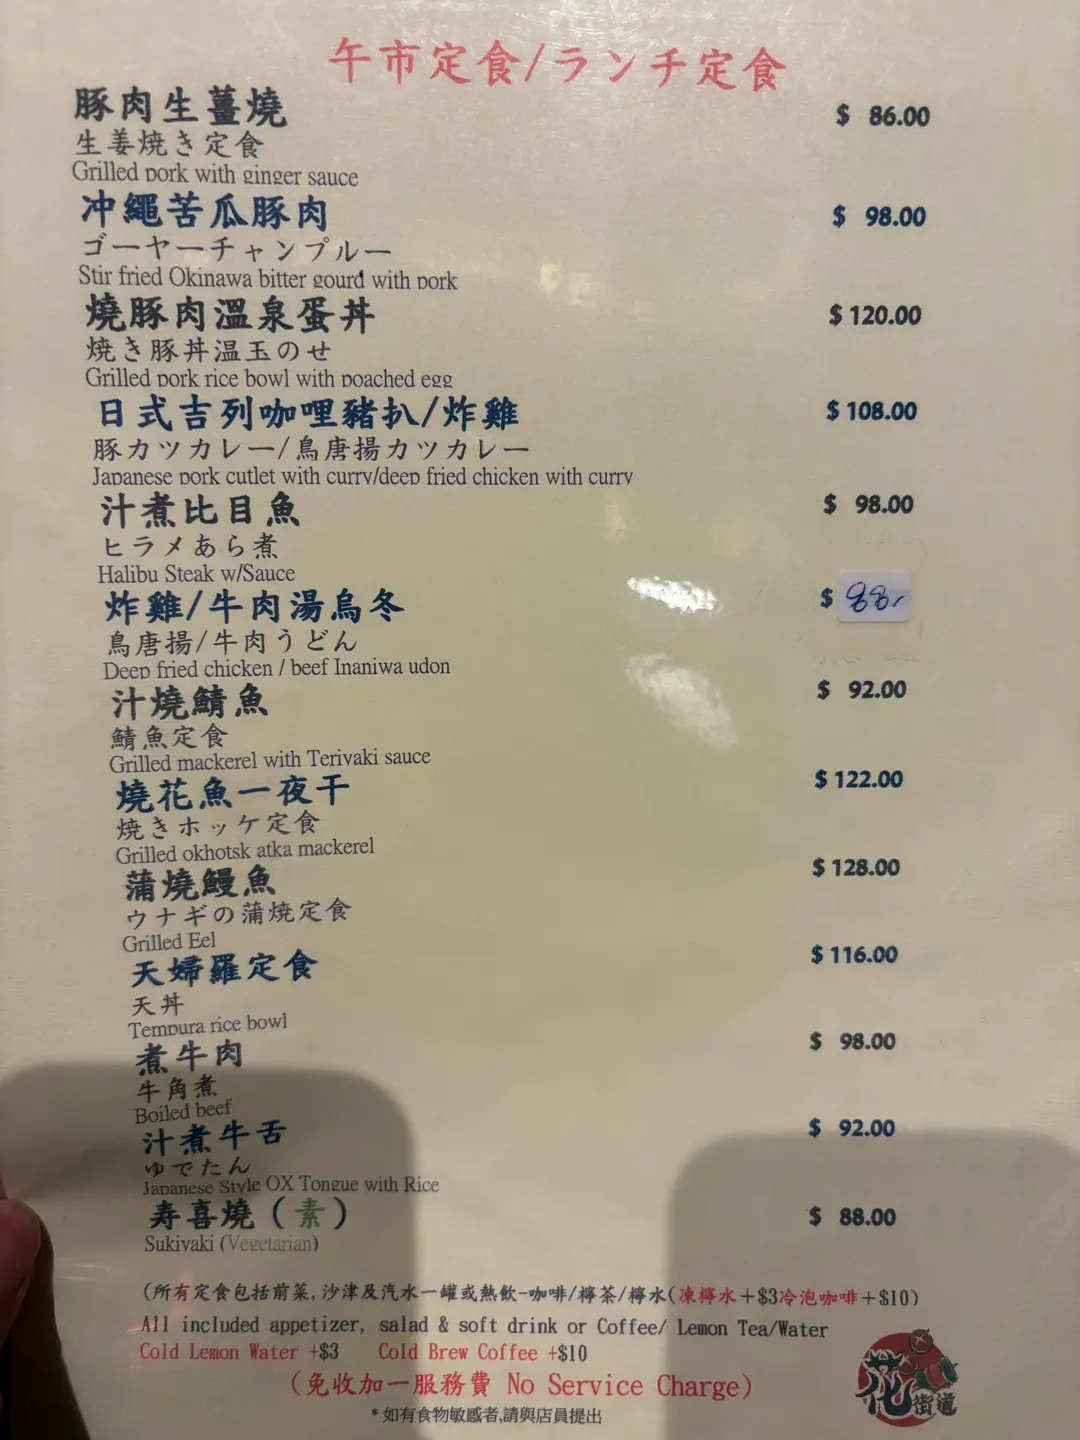 午市定食/ランチ定食
豚肉生薑燒 $ 86.00
生姜焼き定食
Grilled pork with ginger sauce
冲繩苦瓜豚肉 $ 98.00
ゴーヤーチャンプルー
Stir fried Okinawa bitter gourd with pork
燒豚肉溫泉蛋丼 $ 120.00
焼き豚丼温玉のせ
Grilled pork rice bowl with poached egg
日式吉列咖哩豬扒/炸雞 $ 108.00
豚カツカレー/鳥唐揚カツカレー
Japanese pork cutlet with curry/deep fried chicken with curry
汁煮比目魚 $ 98.00
ヒラメあら煮
Halibu Steak w/Sauce
炸雞/牛肉湯烏冬 $ 88-
鳥唐揚/牛肉うどん
Deep fried chicken / beef Inaniwa udon
汁燒鯖魚 $ 92.00
鯖魚定食
Grilled mackerel with Teriyaki sauce
燒花魚一夜干 $ 122.00
焼きホッケ定食
Grilled okhotsk atka mackerel
蒲燒鰻魚 $ 128.00
ウナギの蒲焼定食
Grilled Eel
天婦羅定食 $ 116.00
天丼
Tempura rice bowl
煮牛肉 $ 98.00
牛角煮
Boiled beef
汁煮牛舌 $ 92.00
ゆでたん
Japanese Style OX Tongue with Rice
寿喜燒（素） $ 88.00
Sukiyaki (Vegetarian)
(所有定食包括前菜,沙津及汽水一罐或熱飲-咖啡/檸茶/檸水(凍檸水+$3冷泡咖啡+$10)
All included appetizer, salad & soft drink or Coffee/ Lemon Tea/Water
Cold Lemon Water +$3 Cold Brew Coffee +$10
(免收加一服務費 No Service Charge)
*如有食物敏感者,請與店員提出
花街道